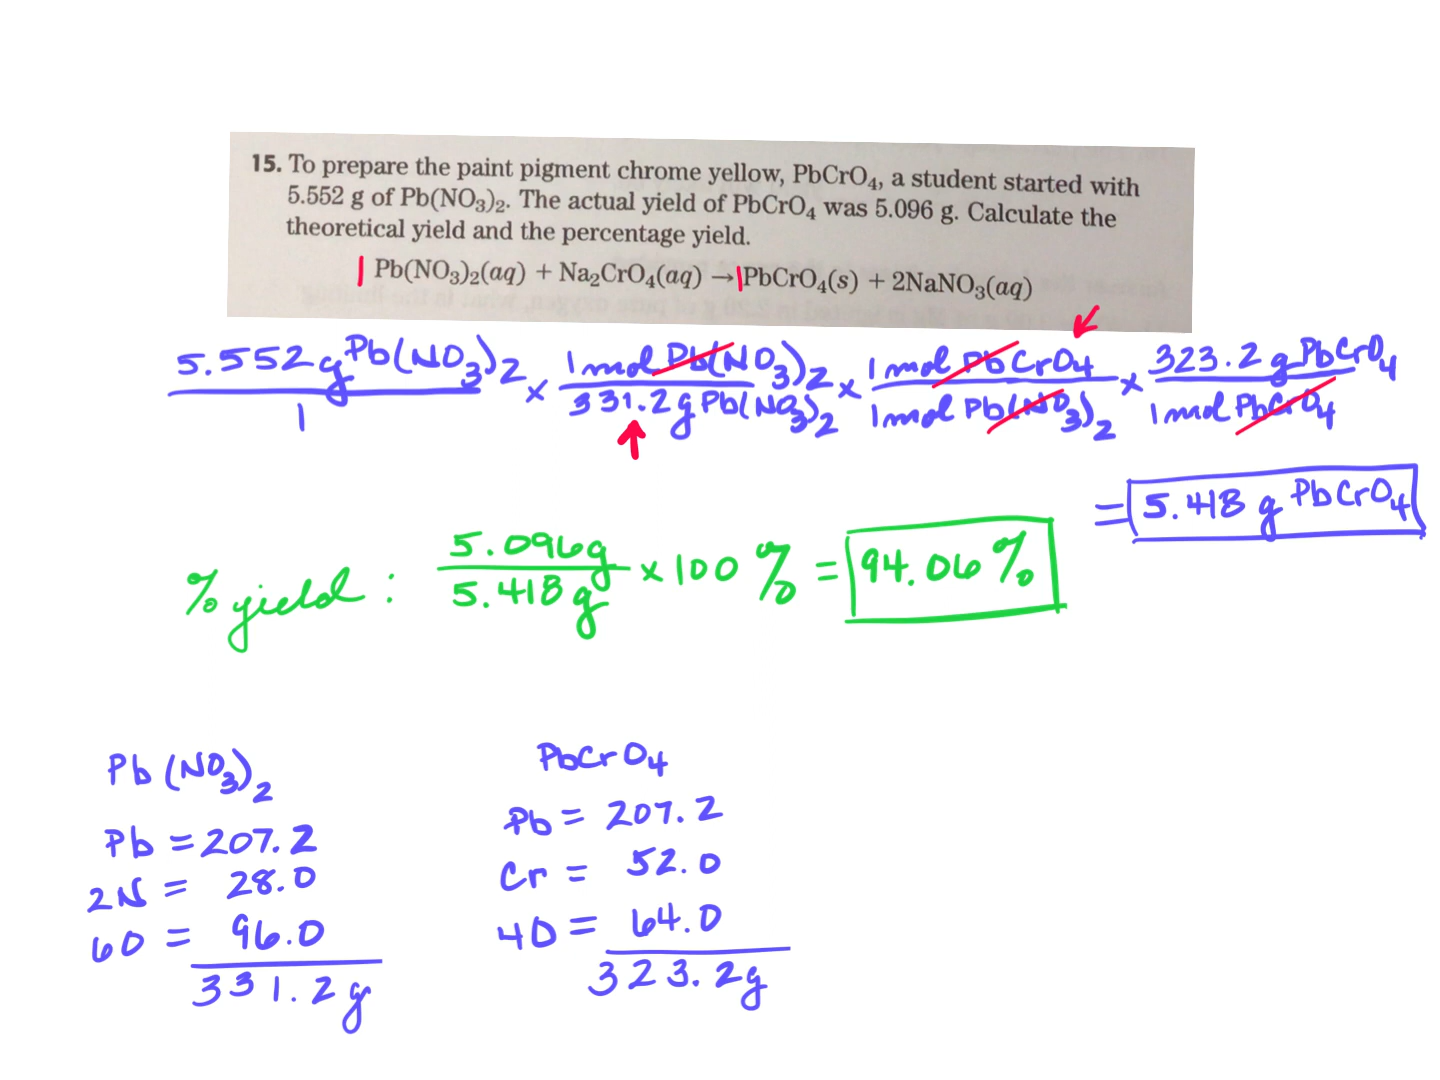 15. To prepare the paint pigment chrome yellow, PbCrO₄, a student started with
5.552 g of Pb(NO₃)₂. The actual yield of PbCrO₄ was 5.096 g. Calculate the
theoretical yield and the percentage yield.
1 Pb(NO₃)₂(aq) + Na₂CrO₄(aq) → 1 PbCrO₄(s) + 2NaNO₃(aq)
5.552 g Pb(NO₃)₂ / 1 × 1 mol Pb(NO₃)₂ / 331.2 g Pb(NO₃)₂ × 1 mol PbCrO₄ / 1 mol Pb(NO₃)₂ × 323.2 g PbCrO₄ / 1 mol PbCrO₄
= 5.418 g PbCrO₄
% yield: 5.096g / 5.418 g × 100 % = 94.06 %
Pb(NO₃)₂
Pb = 207.2
2N = 28.0
6O = 96.0
331.2 g
PbCrO₄
Pb = 207.2
Cr = 52.0
4O = 64.0
323.2g